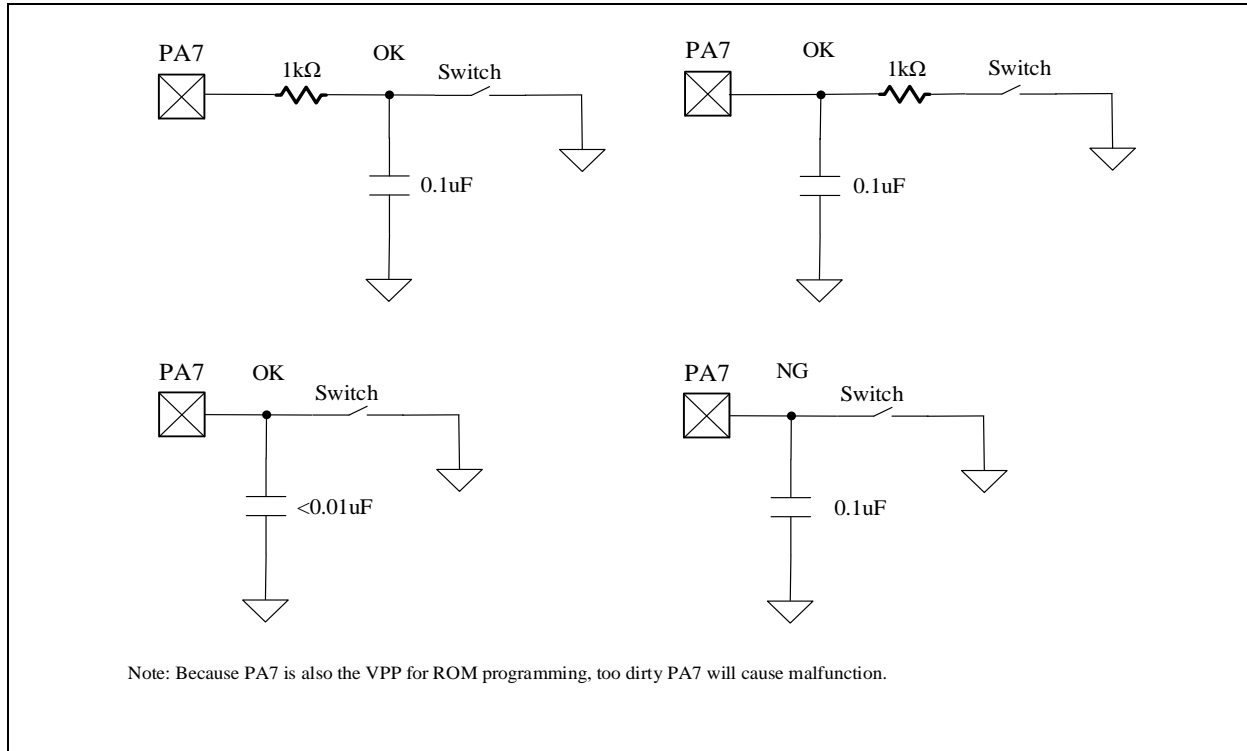 PA7
1kΩ
OK
Switch
0.1uF
PA7
OK
1kΩ
Switch
0.1uF
PA7
OK
Switch
<0.01uF
PA7
NG
Switch
0.1uF
Note: Because PA7 is also the VPP for ROM programming, too dirty PA7 will cause malfunction.